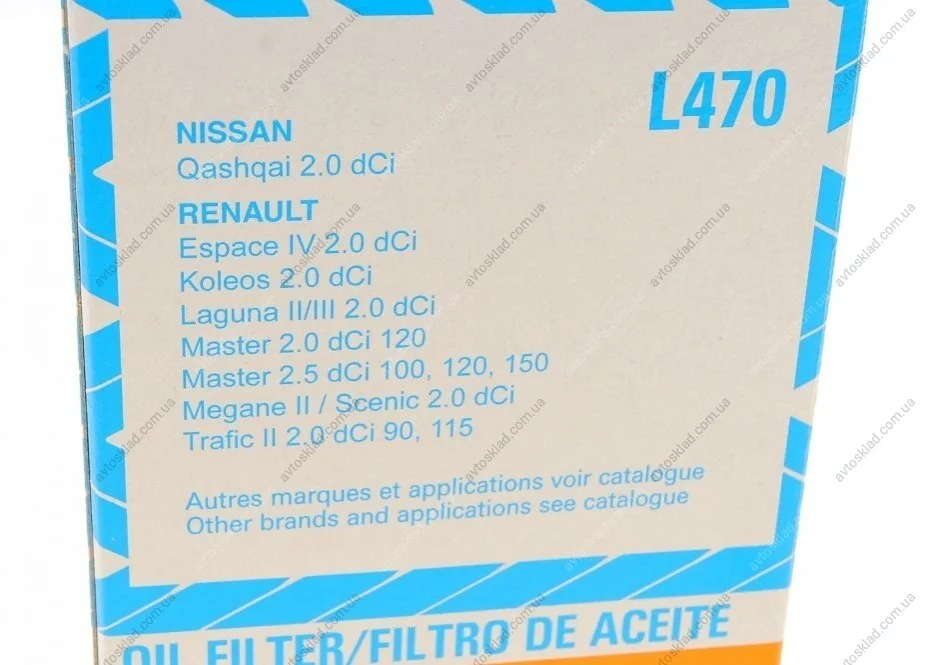 L470
NISSAN
Qashqai 2.0 dCi
RENAULT
Espace IV 2.0 dCi
Koleos 2.0 dCi
Laguna II/III 2.0 dCi
Master 2.0 dCi 120
Master 2.5 dCi 100, 120, 150
Megane II / Scenic 2.0 dCi
Trafic II 2.0 dCi 90, 115
Autres marques et applications voir catalogue
Other brands and applications see catalogue
OIL FILTER/FILTRO DE ACEITE
avtosklad.com.ua